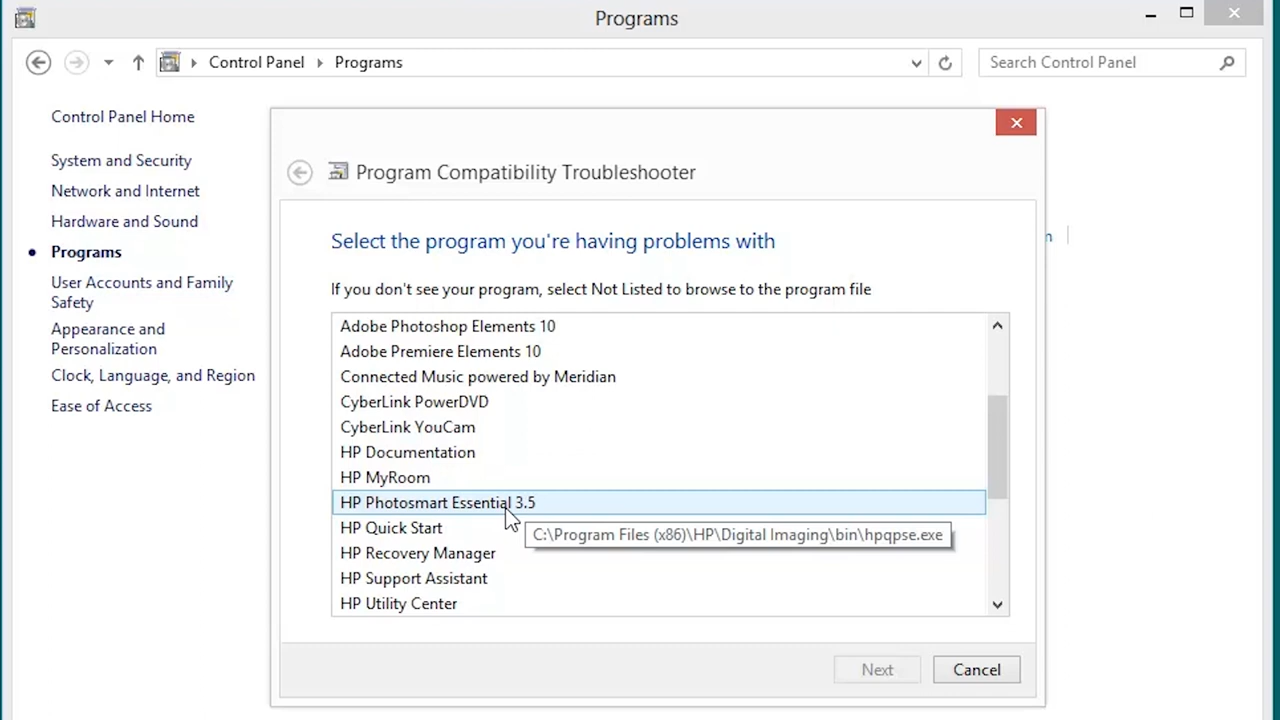 Programs
Control Panel Programs
Search Control Panel
Control Panel Home
System and Security
Network and Internet
Hardware and Sound
Programs
User Accounts and Family
Safety
Appearance and
Personalization
Clock, Language, and Region
Ease of Access
Program Compatibility Troubleshooter
Select the program you're having problems with
If you don't see your program, select Not Listed to browse to the program file
Adobe Photoshop Elements 10
Adobe Premiere Elements 10
Connected Music powered by Meridian
CyberLink PowerDVD
CyberLink YouCam
HP Documentation
HP MyRoom
HP Photosmart Essential 3.5
HP Quick Start
C:\Program Files (x86)\HP\Digital Imaging\bin\hpqpse.exe
HP Recovery Manager
HP Support Assistant
HP Utility Center
Next
Cancel